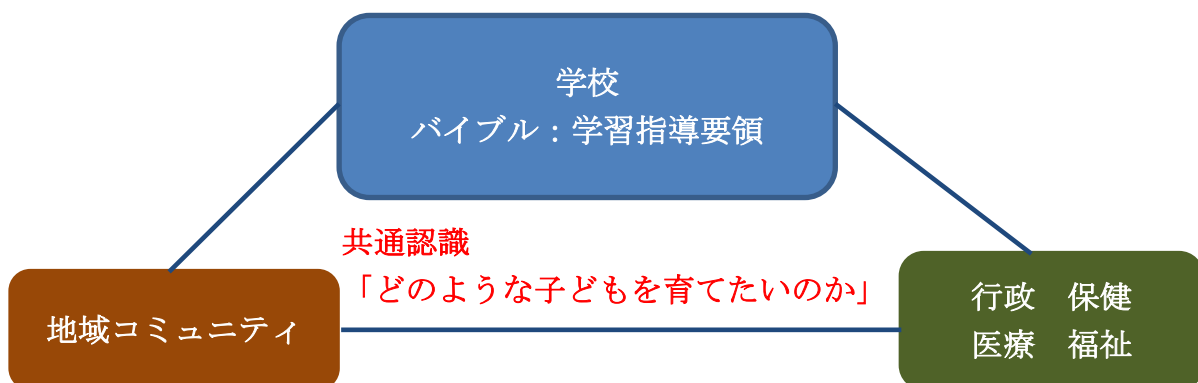 学校
バイブル：学習指導要領
共通認識
「どのような子どもを育てたいのか」
地域コミュニティ
行政　保健
医療　福祉